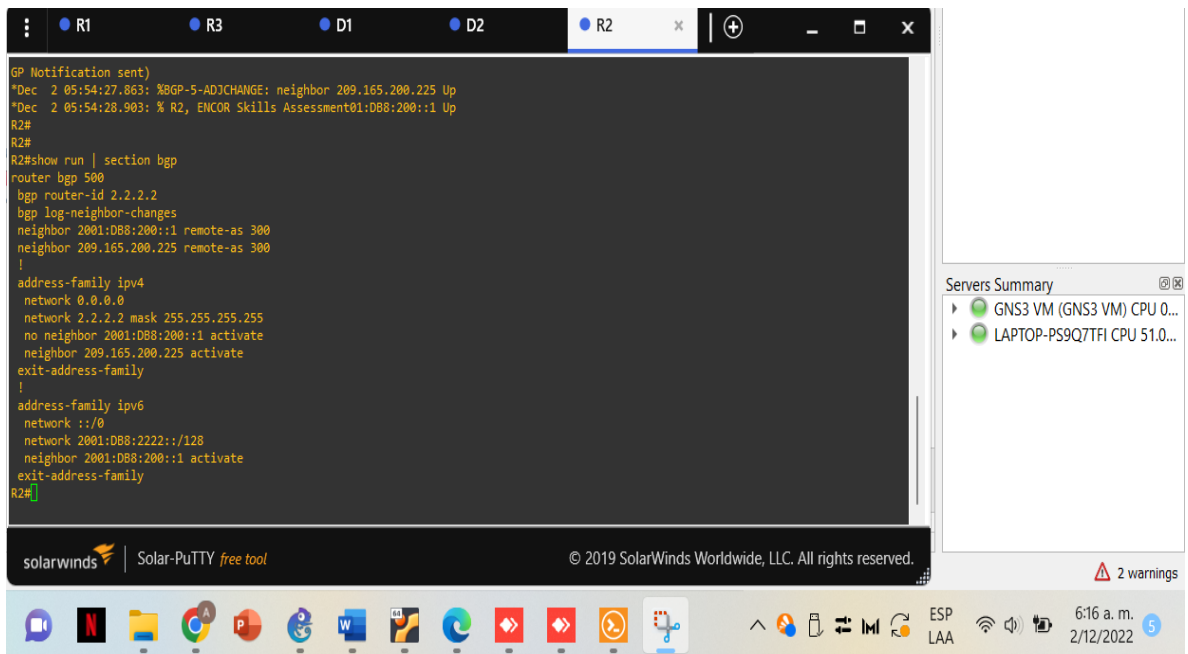 R1 R3 D1 D2 R2
GP Notification sent)
*Dec  2 05:54:27.863: %BGP-5-ADJCHANGE: neighbor 209.165.200.225 Up
*Dec  2 05:54:28.903: % R2, ENCOR Skills Assessment01:DB8:200::1 Up
R2#
R2#
R2#show run | section bgp
router bgp 500
 bgp router-id 2.2.2.2
 bgp log-neighbor-changes
 neighbor 2001:DB8:200::1 remote-as 300
 neighbor 209.165.200.225 remote-as 300
 !
 address-family ipv4
  network 0.0.0.0
  network 2.2.2.2 mask 255.255.255.255
  no neighbor 2001:DB8:200::1 activate
  neighbor 209.165.200.225 activate
 exit-address-family
 !
 address-family ipv6
  network ::/0
  network 2001:DB8:2222::/128
  neighbor 2001:DB8:200::1 activate
 exit-address-family
R2#
solarwinds Solar-PuTTY free tool © 2019 SolarWinds Worldwide, LLC. All rights reserved.
Servers Summary
GNS3 VM (GNS3 VM) CPU 0...
LAPTOP-PS9Q7TFI CPU 51.0...
2 warnings
ESP
LAA
6:16 a. m.
2/12/2022
5